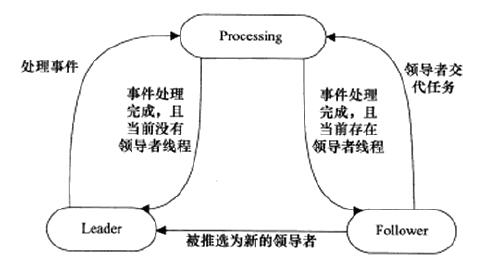 Processing
处理事件
领导者交
代任务
事件处理
完成，且
当前没有
领导者线程
事件处理
完成，且
当前存在
领导者线程
Leader
被推选为新的领导者
Follower